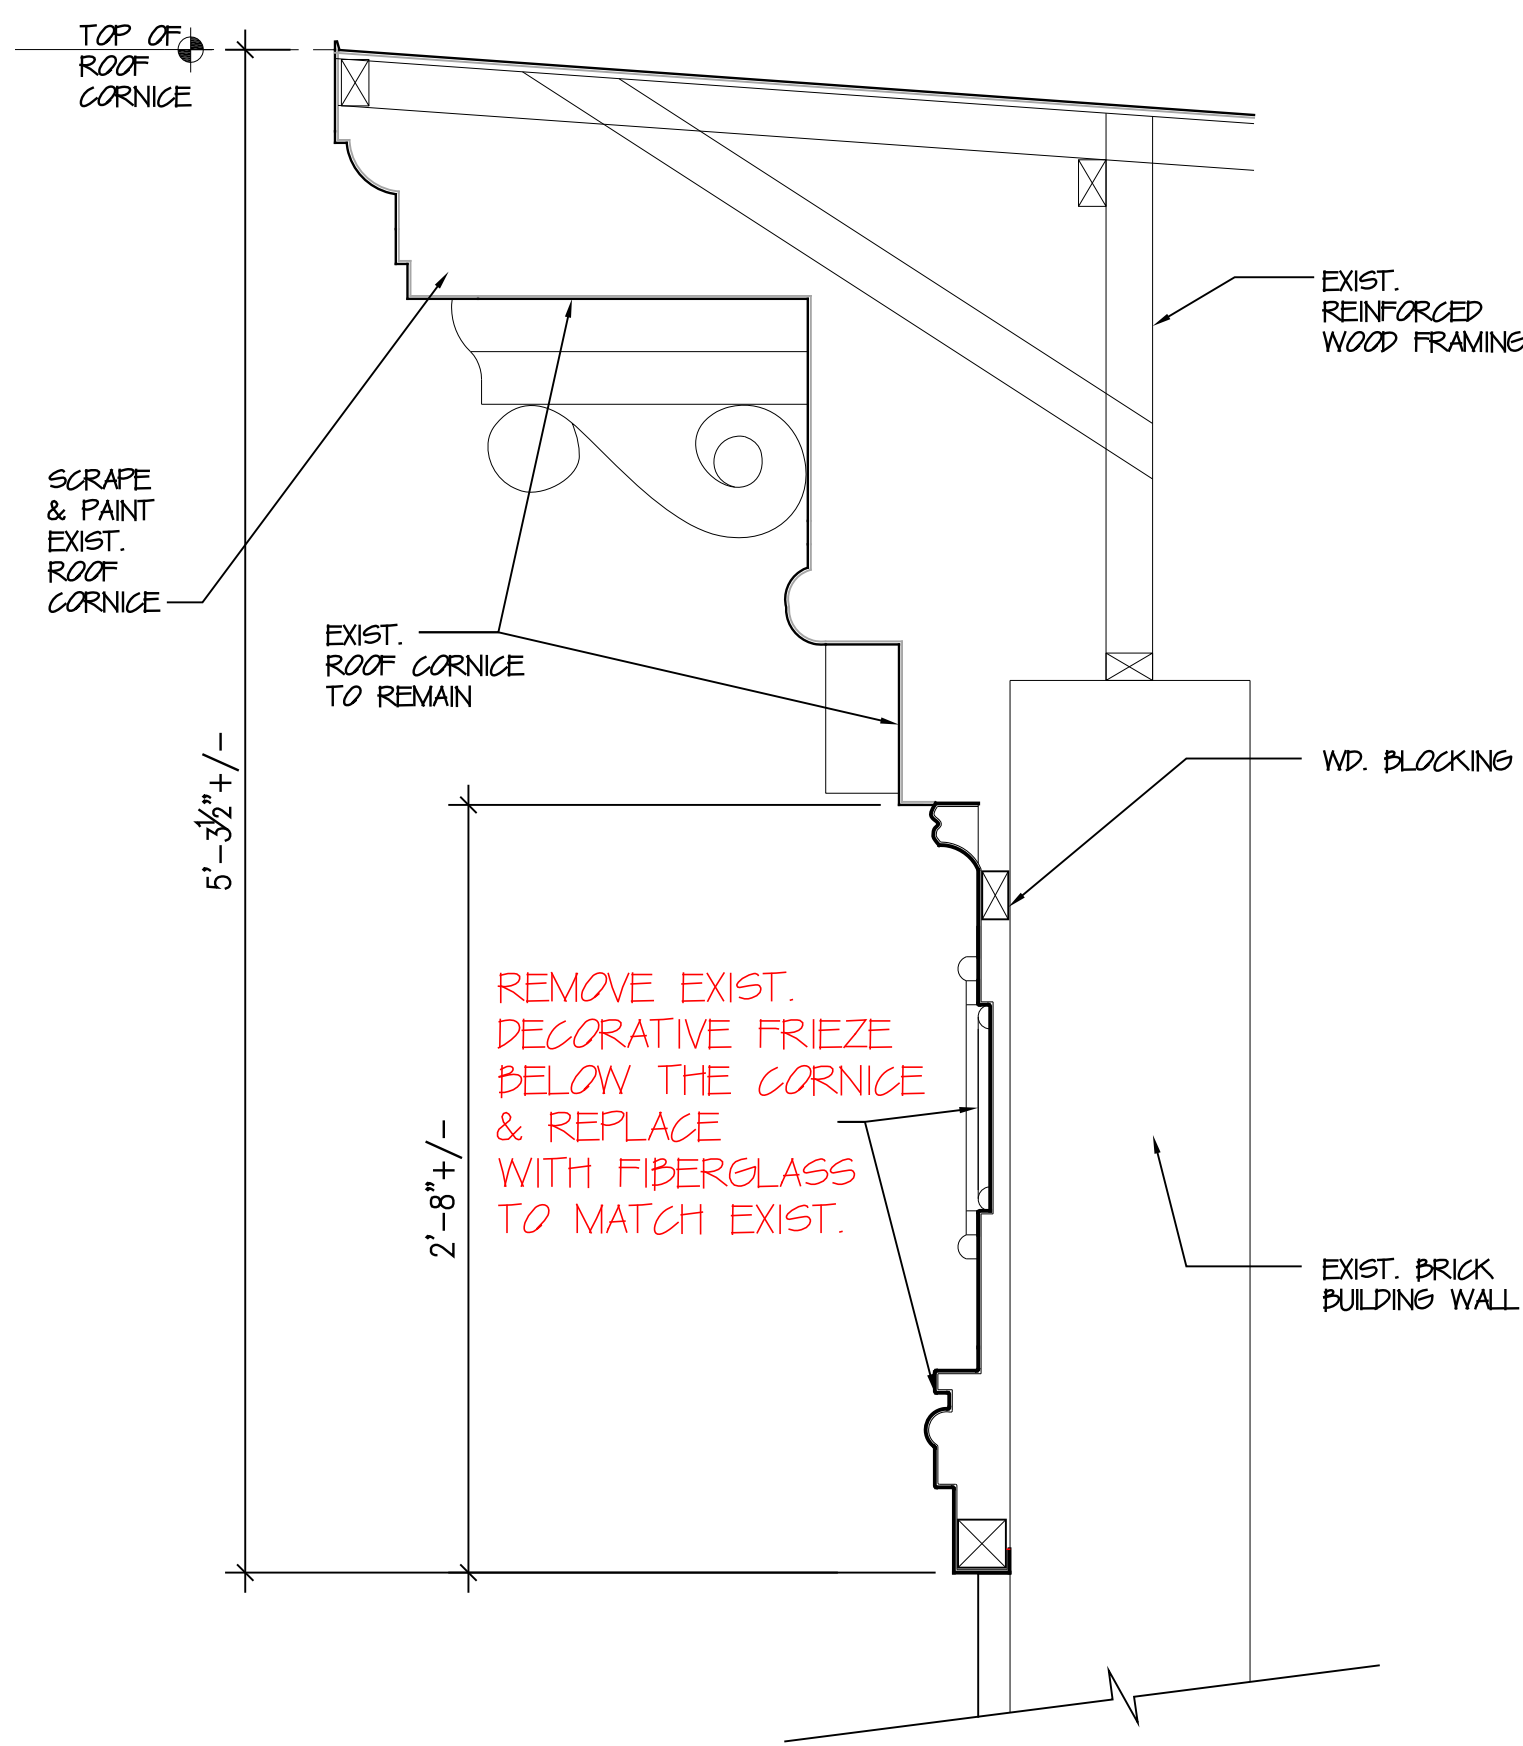 TOP OF
ROOF
CORNICE
EXIST.
REINFORCED
WOOD FRAMING
SCRAPE
& PAINT
EXIST.
ROOF
CORNICE
EXIST.
ROOF CORNICE
TO REMAIN
5'-3½"+/-
WD. BLOCKING
REMOVE EXIST.
DECORATIVE FRIEZE
BELOW THE CORNICE
& REPLACE
WITH FIBERGLASS
TO MATCH EXIST.
2'-8"+/-
EXIST. BRICK
BUILDING WALL